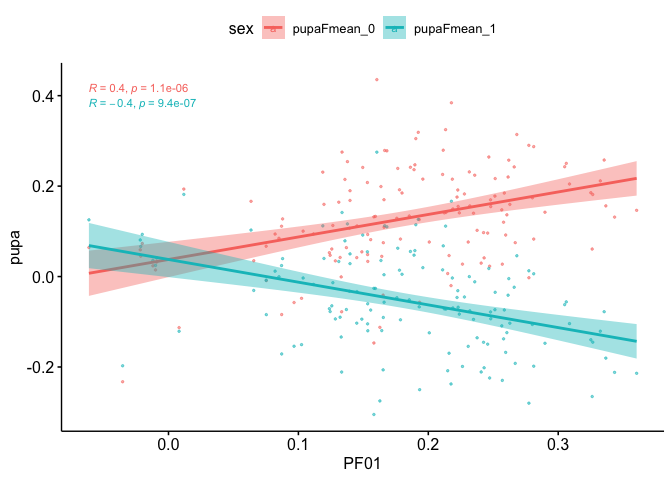 sex pupaFmean_0 pupaFmean_1
R = 0.4, p = 1.1e-06
R = −0.4, p = 9.4e-07
0.4
0.2
0.0
-0.2
pupa
0.0 0.1 0.2 0.3
PF01